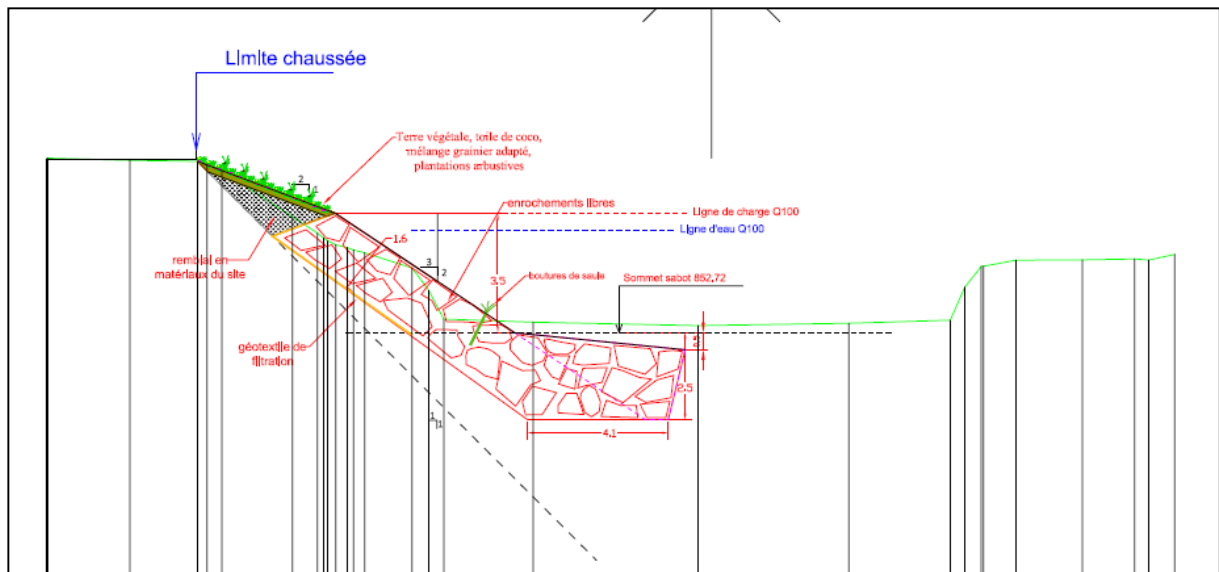 Limite chaussée
Terre végétale, toile de coco,
mélange grainier adapté,
plantations arbustives
2
1
enrochements libres
Ligne de charge Q100
Ligne d'eau Q100
1.6
remblai en
matériaux du site
3
2
3.5
boutures de saule
Sommet sabot 852,72
géotextile de
filtration
2.5
1
1
4.1